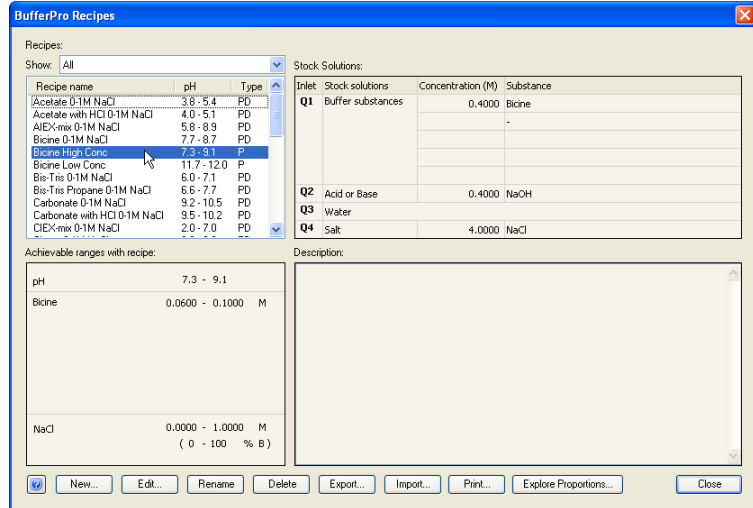 BufferPro Recipes
Recipes:
Show: All
Recipe name pH Type
Acetate 0-1M NaCl 3.8 - 5.4 PD
Acetate with HCl 0-1M NaCl 4.0 - 5.1 PD
AIEX-mix 0-1M NaCl 5.8 - 8.9 PD
Bicine 0-1M NaCl 7.7 - 8.7 PD
Bicine High Conc 7.3 - 9.1 P
Bicine Low Conc 11.7 - 12.0 P
Bis-Tris 0-1M NaCl 6.0 - 7.1 PD
Bis-Tris Propane 0-1M NaCl 6.6 - 7.7 PD
Carbonate 0-1M NaCl 9.2 - 10.5 PD
Carbonate with HCl 0-1M NaCl 9.5 - 10.2 PD
CIEX-mix 0-1M NaCl 2.0 - 7.0 PD
Stock Solutions:
Inlet Stock solutions Concentration (M) Substance
Q1 Buffer substances 0.4000 Bicine
-
Q2 Acid or Base 0.4000 NaOH
Q3 Water
Q4 Salt 4.0000 NaCl
Achievable ranges with recipe:
pH 7.3 - 9.1
Bicine 0.0600 - 0.1000 M
NaCl 0.0000 - 1.0000 M
( 0 - 100 % B )
Description:
? New... Edit... Rename Delete Export... Import... Print... Explore Proportions... Close